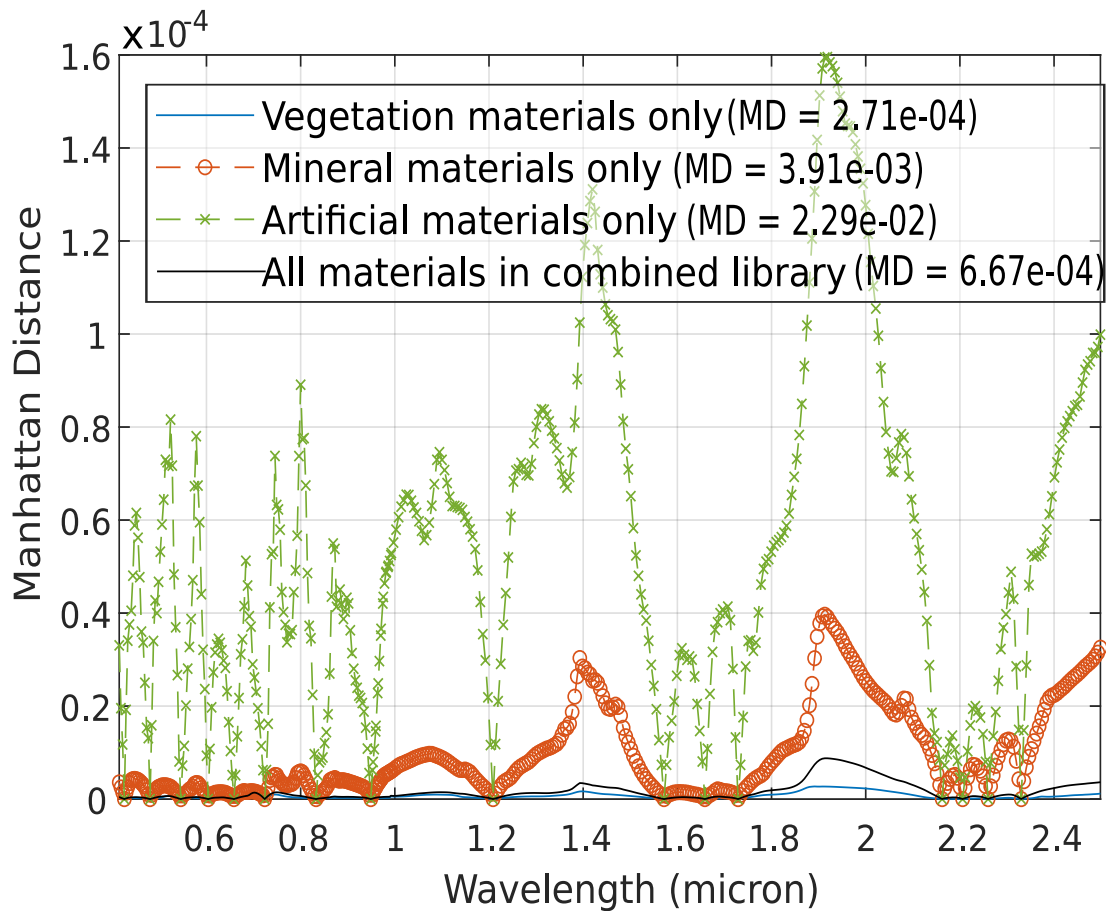 ×10-4
1.6
1.4
1.2
1
0.8
0.6
0.4
0.2
0
Manhattan Distance
Vegetation materials only (MD = 2.71e-04)
Mineral materials only (MD = 3.91e-03)
Artificial materials only (MD = 2.29e-02)
All materials in combined library (MD = 6.67e-04)
0.6 0.8 1 1.2 1.4 1.6 1.8 2 2.2 2.4
Wavelength (micron)